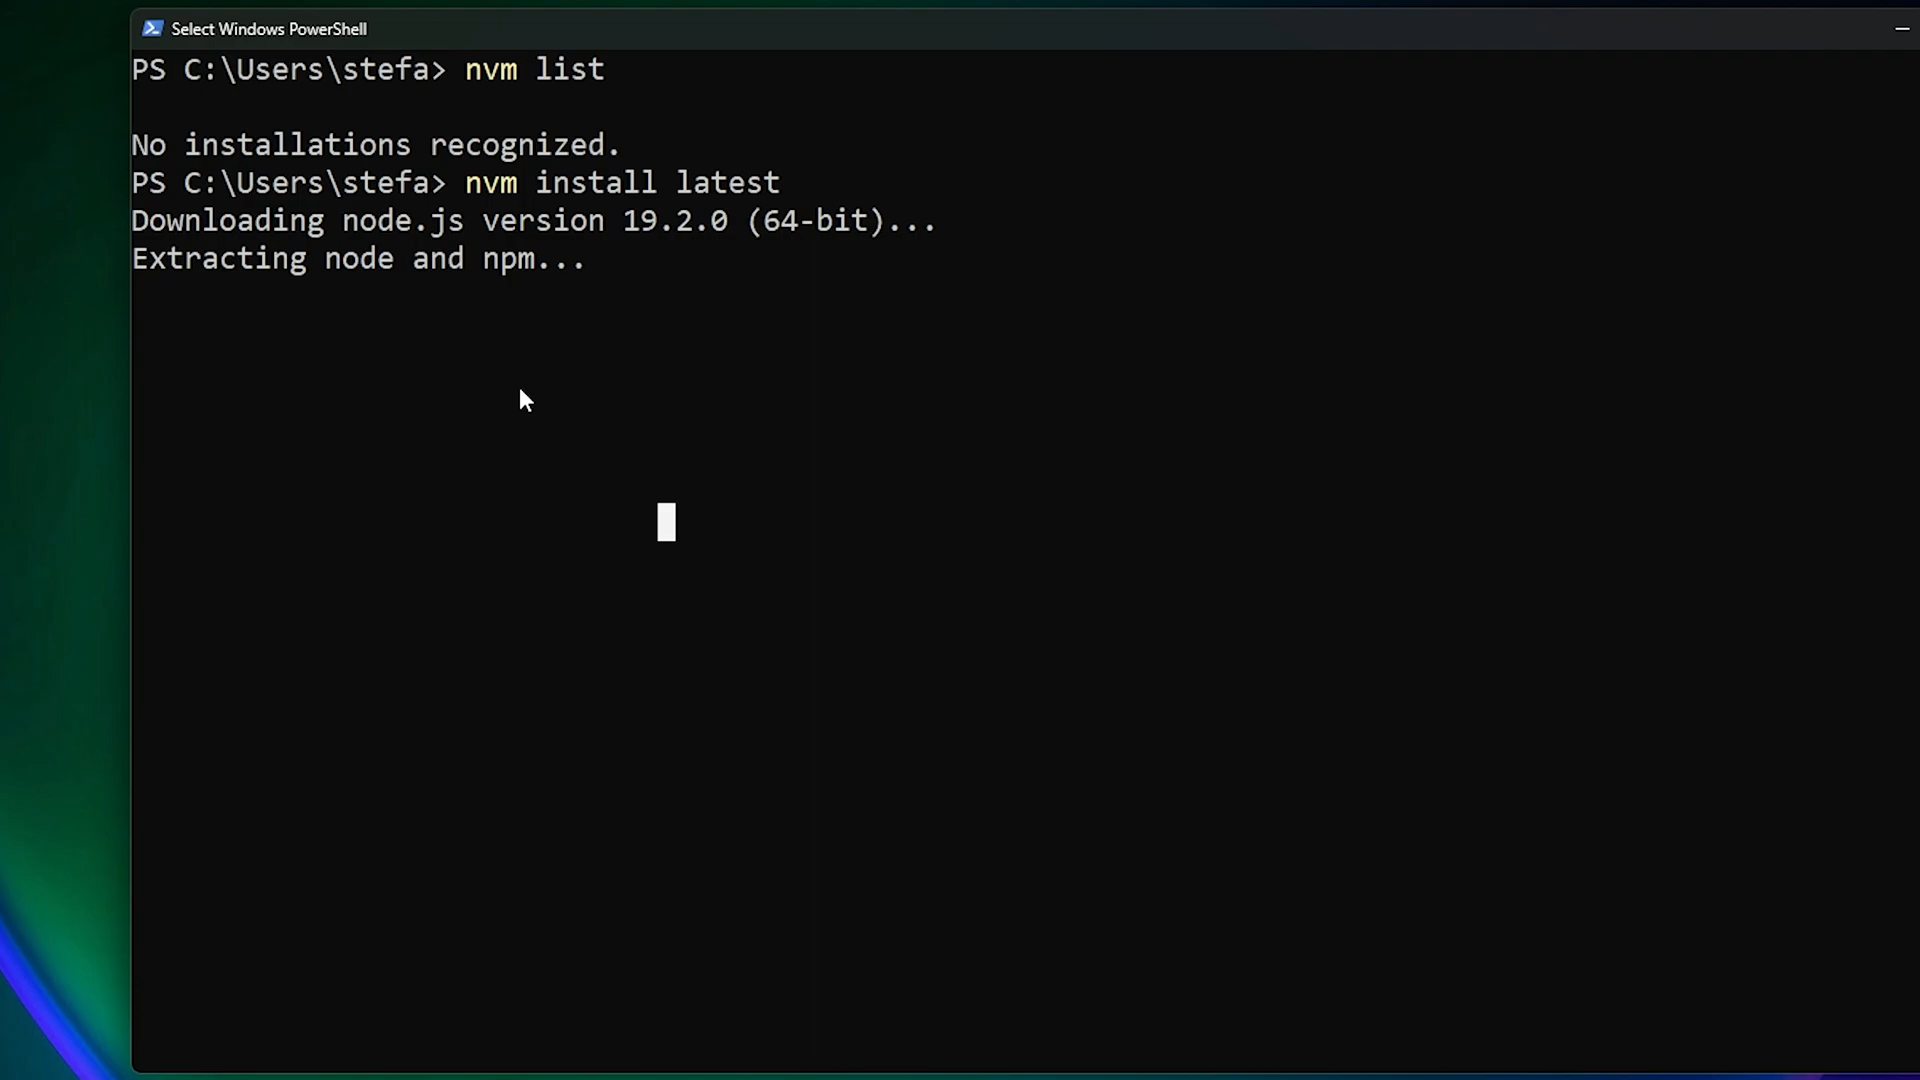 Select Windows PowerShell
PS C:\Users\stefa> nvm list
No installations recognized.
PS C:\Users\stefa> nvm install latest
Downloading node.js version 19.2.0 (64-bit)...
Extracting node and npm...